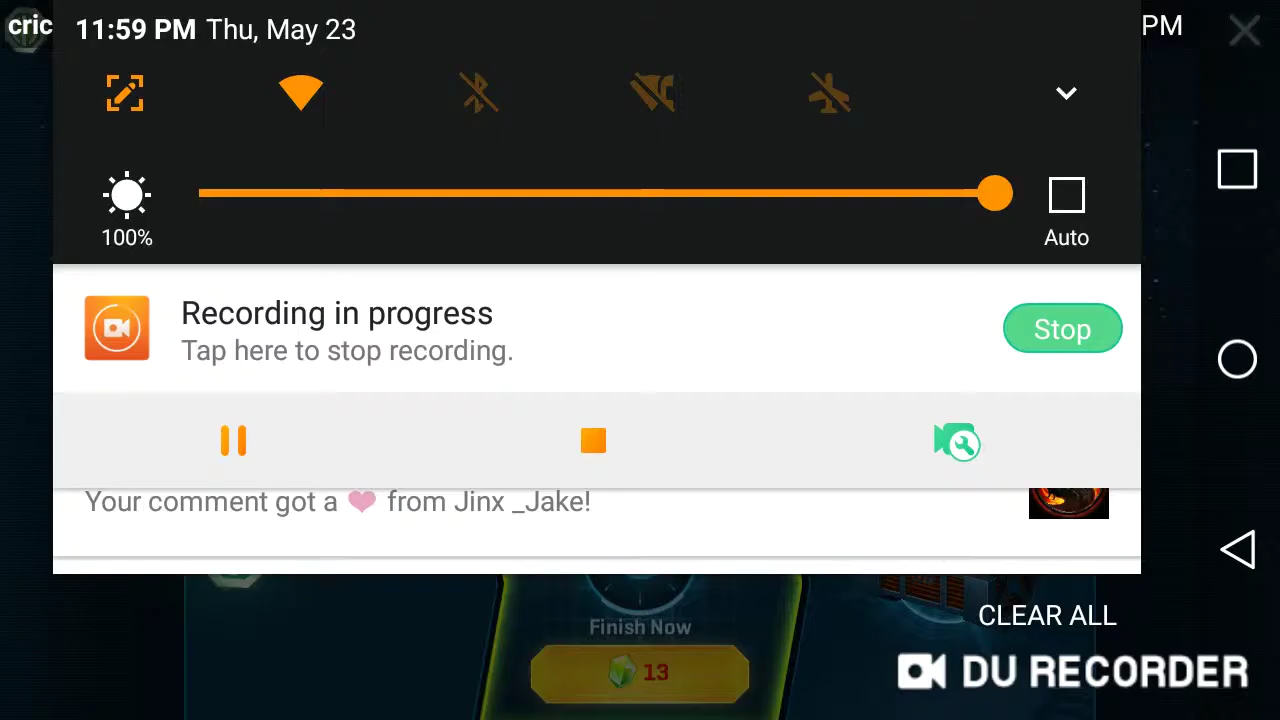 cric 11:59 PM Thu, May 23 PM
100% Auto
Recording in progress
Tap here to stop recording.
Stop
Your comment got a ❤ from Jinx _Jake!
Finish Now
13
CLEAR ALL
DU RECORDER